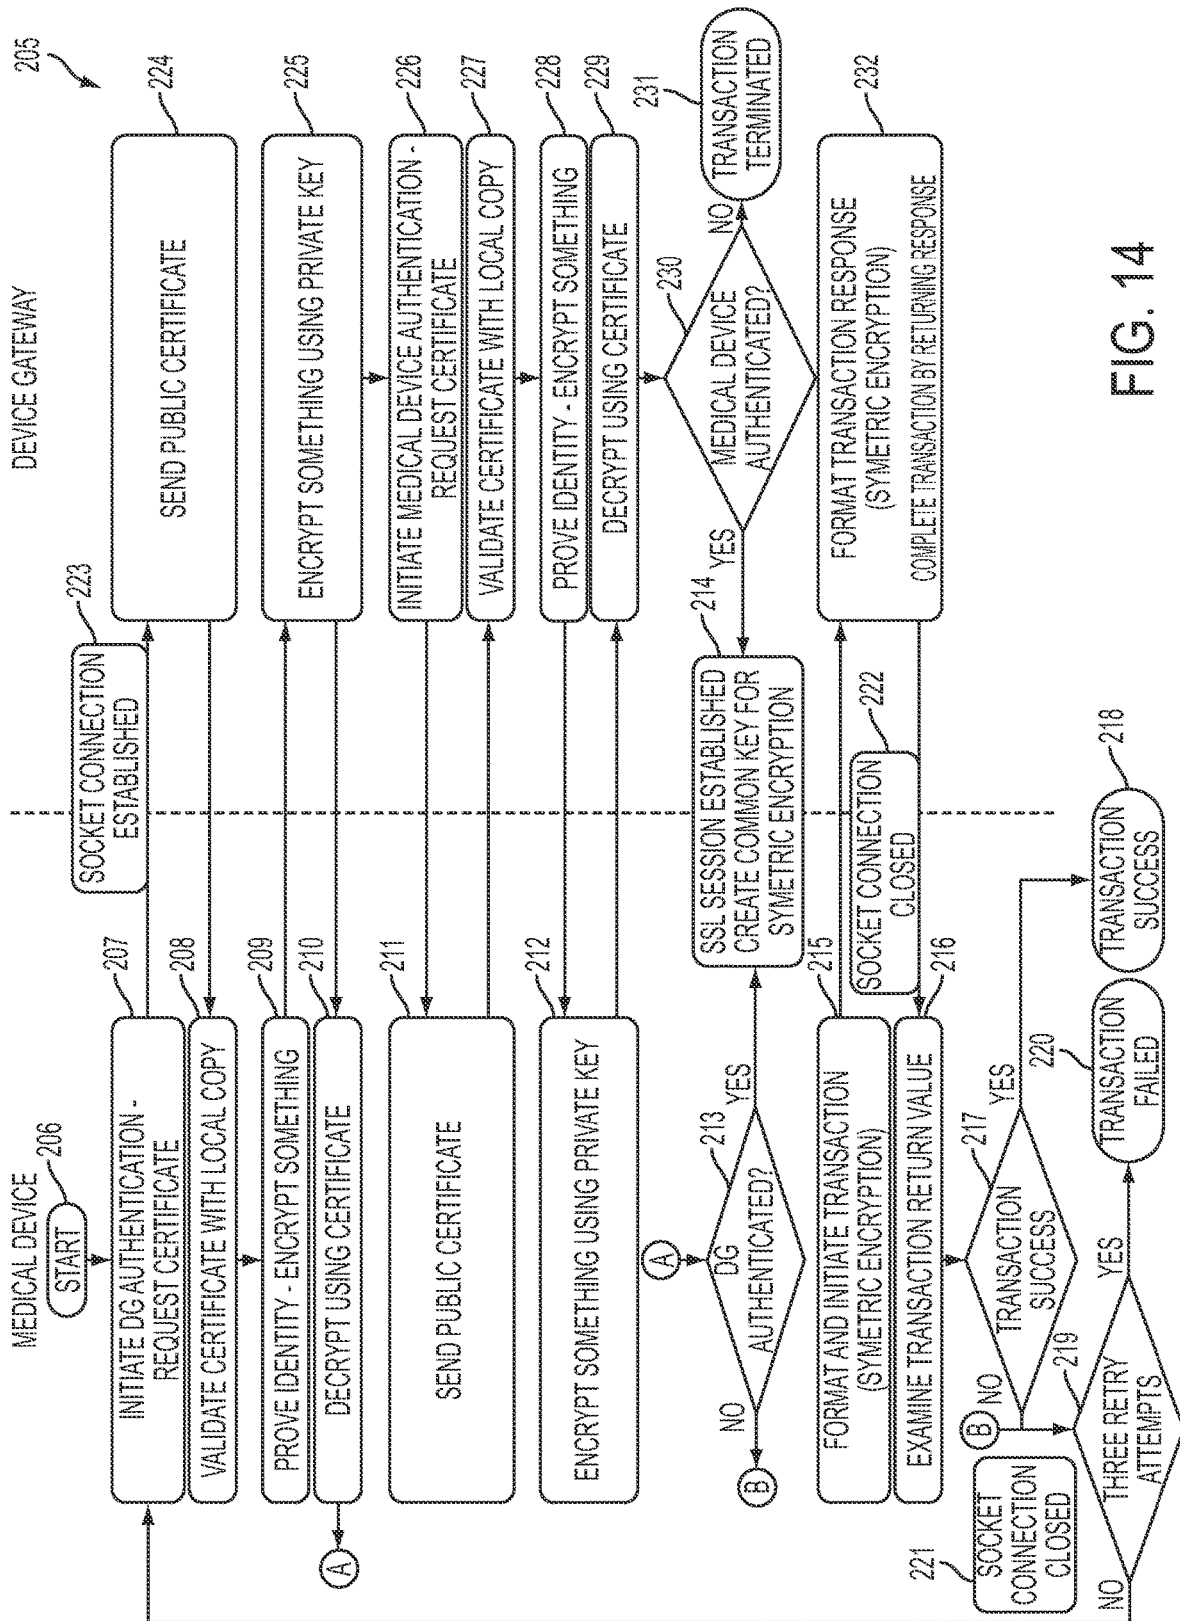 MEDICAL DEVICE
DEVICE GATEWAY
205
START
206
INITIATE DG AUTHENTICATION -
REQUEST CERTIFICATE
207
SOCKET CONNECTION
ESTABLISHED
223
SEND PUBLIC CERTIFICATE
224
VALIDATE CERTIFICATE WITH LOCAL COPY
208
PROVE IDENTITY - ENCRYPT SOMETHING
209
ENCRYPT SOMETHING USING PRIVATE KEY
225
DECRYPT USING CERTIFICATE
210
A
INITIATE MEDICAL DEVICE AUTHENTICATION -
REQUEST CERTIFICATE
226
SEND PUBLIC CERTIFICATE
211
VALIDATE CERTIFICATE WITH LOCAL COPY
227
PROVE IDENTITY - ENCRYPT SOMETHING
228
ENCRYPT SOMETHING USING PRIVATE KEY
212
DECRYPT USING CERTIFICATE
229
A
DG
AUTHENTICATED?
213
NO
B
YES
SSL SESSION ESTABLISHED
CREATE COMMON KEY FOR
SYMETRIC ENCRYPTION
214
YES
MEDICAL DEVICE
AUTHENTICATED?
230
NO
TRANSACTION
TERMINATED
231
FORMAT AND INITIATE TRANSACTION
(SYMETRIC ENCRYPTION)
215
FORMAT TRANSACTION RESPONSE
(SYMETRIC ENCRYPTION)
COMPLETE TRANSACTION BY RETURNING RESPONSE
232
SOCKET CONNECTION
CLOSED
222
EXAMINE TRANSACTION RETURN VALUE
216
TRANSACTION
SUCCESS
217
YES
TRANSACTION
SUCCESS
218
NO
B
SOCKET
CONNECTION
CLOSED
221
THREE RETRY
ATTEMPTS
219
YES
TRANSACTION
FAILED
220
NO
FIG. 14